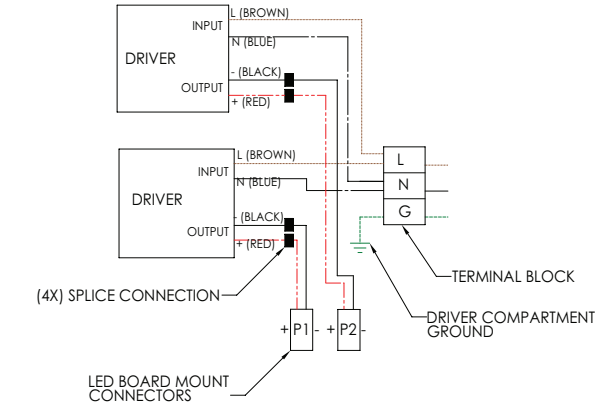 L (BROWN)
INPUT
N (BLUE)
DRIVER
- (BLACK)
OUTPUT
+ (RED)
L (BROWN)
INPUT
N (BLUE)
DRIVER
- (BLACK)
OUTPUT
+ (RED)
L
N
G
(4X) SPLICE CONNECTION
TERMINAL BLOCK
DRIVER COMPARTMENT
GROUND
+ P1 -
+ P2 -
LED BOARD MOUNT
CONNECTORS